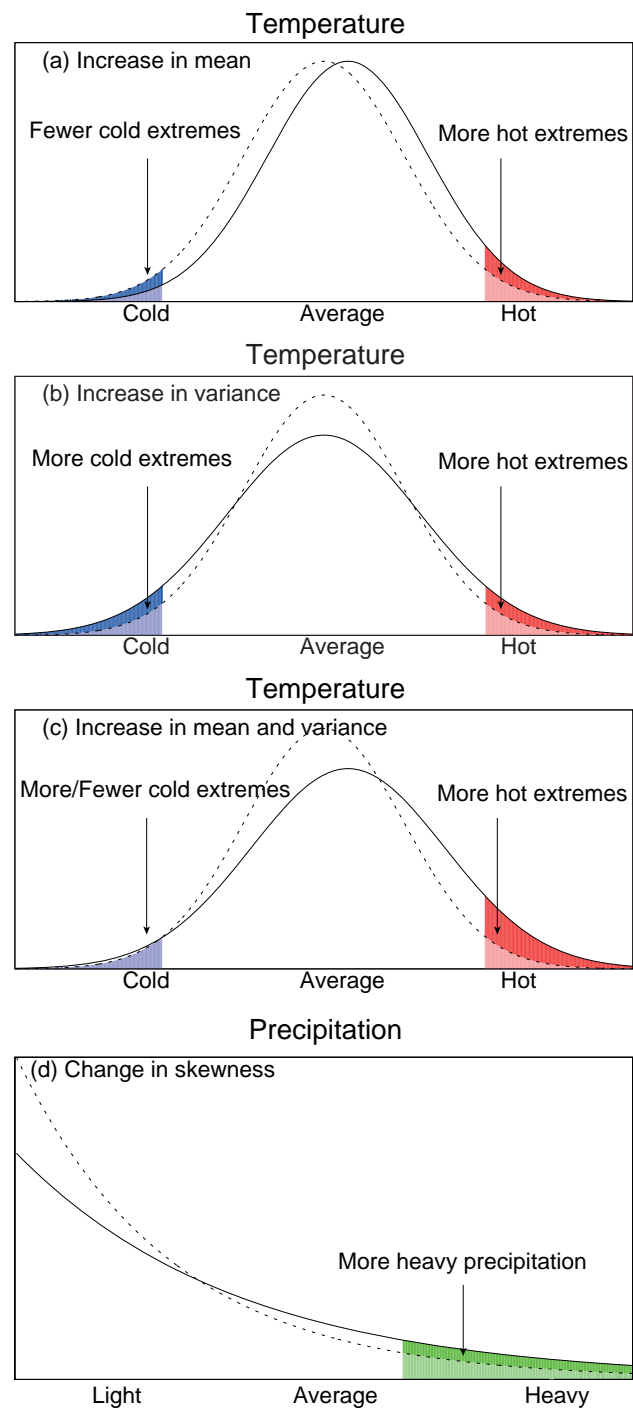 Temperature
(a) Increase in mean
Fewer cold extremes
More hot extremes
Cold Average Hot
Temperature
(b) Increase in variance
More cold extremes
More hot extremes
Cold Average Hot
Temperature
(c) Increase in mean and variance
More/Fewer cold extremes
More hot extremes
Cold Average Hot
Precipitation
(d) Change in skewness
More heavy precipitation
Light Average Heavy